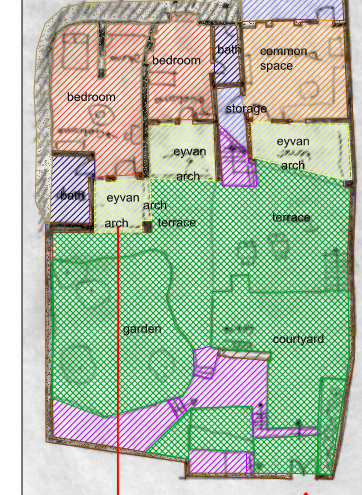 bedroom
bath
common
space
bedroom
storage
eyvan
eyvan
arch
arch
bath
eyvan
arch
arch
terrace
terrace
garden
courtyard